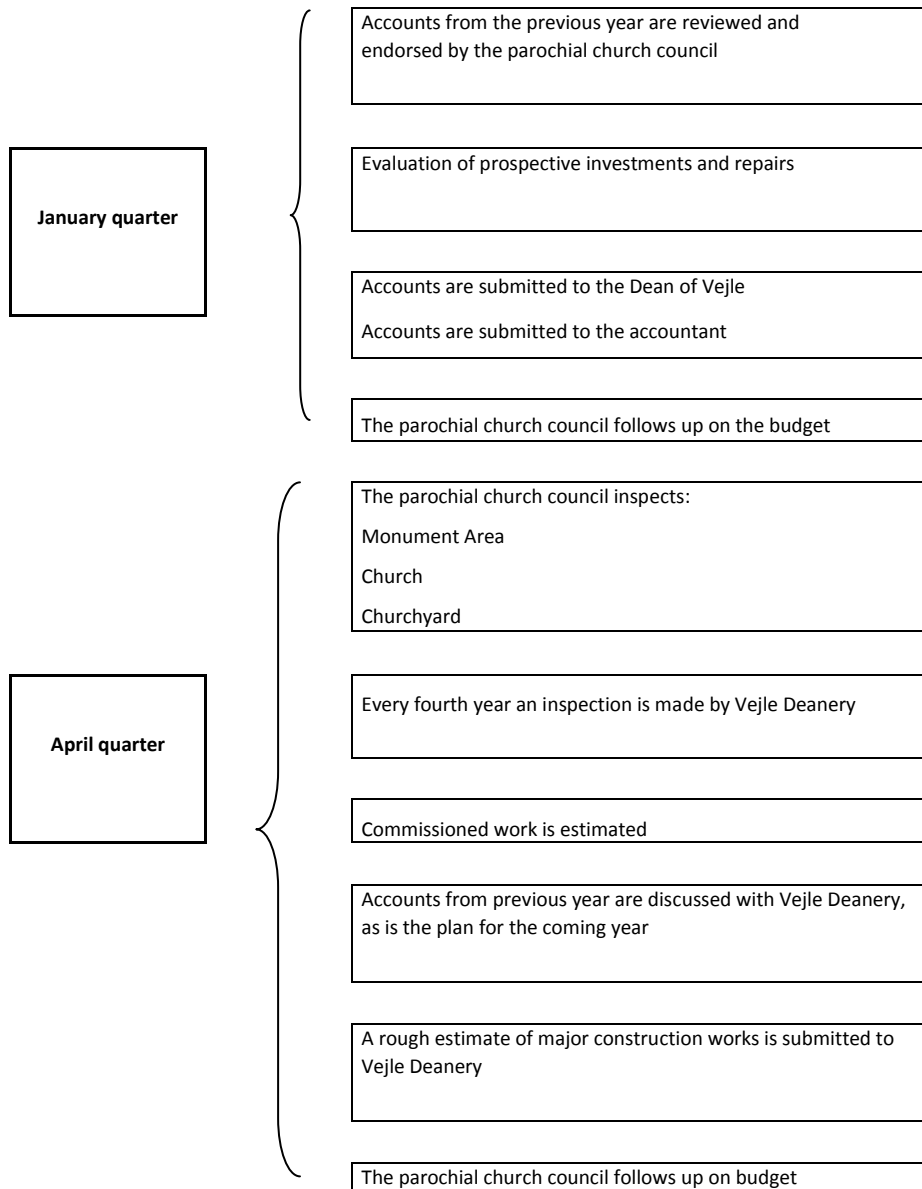 Accounts from the previous year are reviewed and
endorsed by the parochial church council
Evaluation of prospective investments and repairs
January quarter
Accounts are submitted to the Dean of Vejle
Accounts are submitted to the accountant
The parochial church council follows up on the budget
The parochial church council inspects:
Monument Area
Church
Churchyard
Every fourth year an inspection is made by Vejle Deanery
April quarter
Commissioned work is estimated
Accounts from previous year are discussed with Vejle Deanery,
as is the plan for the coming year
A rough estimate of major construction works is submitted to
Vejle Deanery
The parochial church council follows up on budget